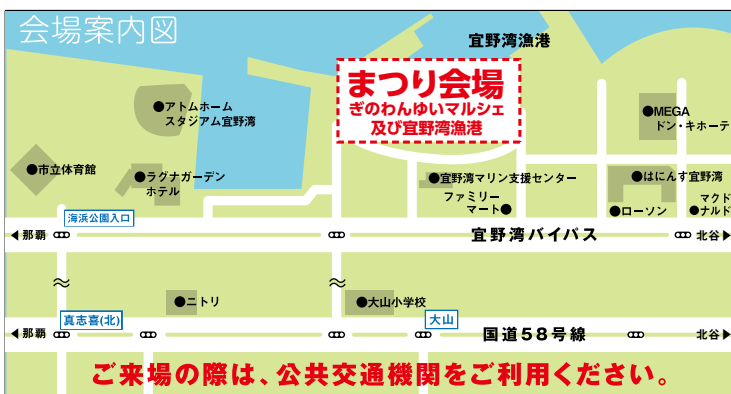 会場案内図
宜野湾漁港
まつり会場
ぎのわんゆいマルシェ
及び宜野湾漁港
●アトムホーム
スタジアム宜野湾
●MEGA
ドン・キホーテ
●市立体育館
●ラグナガーデン
ホテル
●宜野湾マリン支援センター
●はにんす宜野湾
ファミリー
マート●
●ローソン
マクド
●ナルド
海浜公園入口
◀那覇
宜野湾バイパス
北谷▶
●ニトリ
●大山小学校
真志喜(北)
大山
◀那覇
国道58号線
北谷▶
ご来場の際は、公共交通機関をご利用ください。